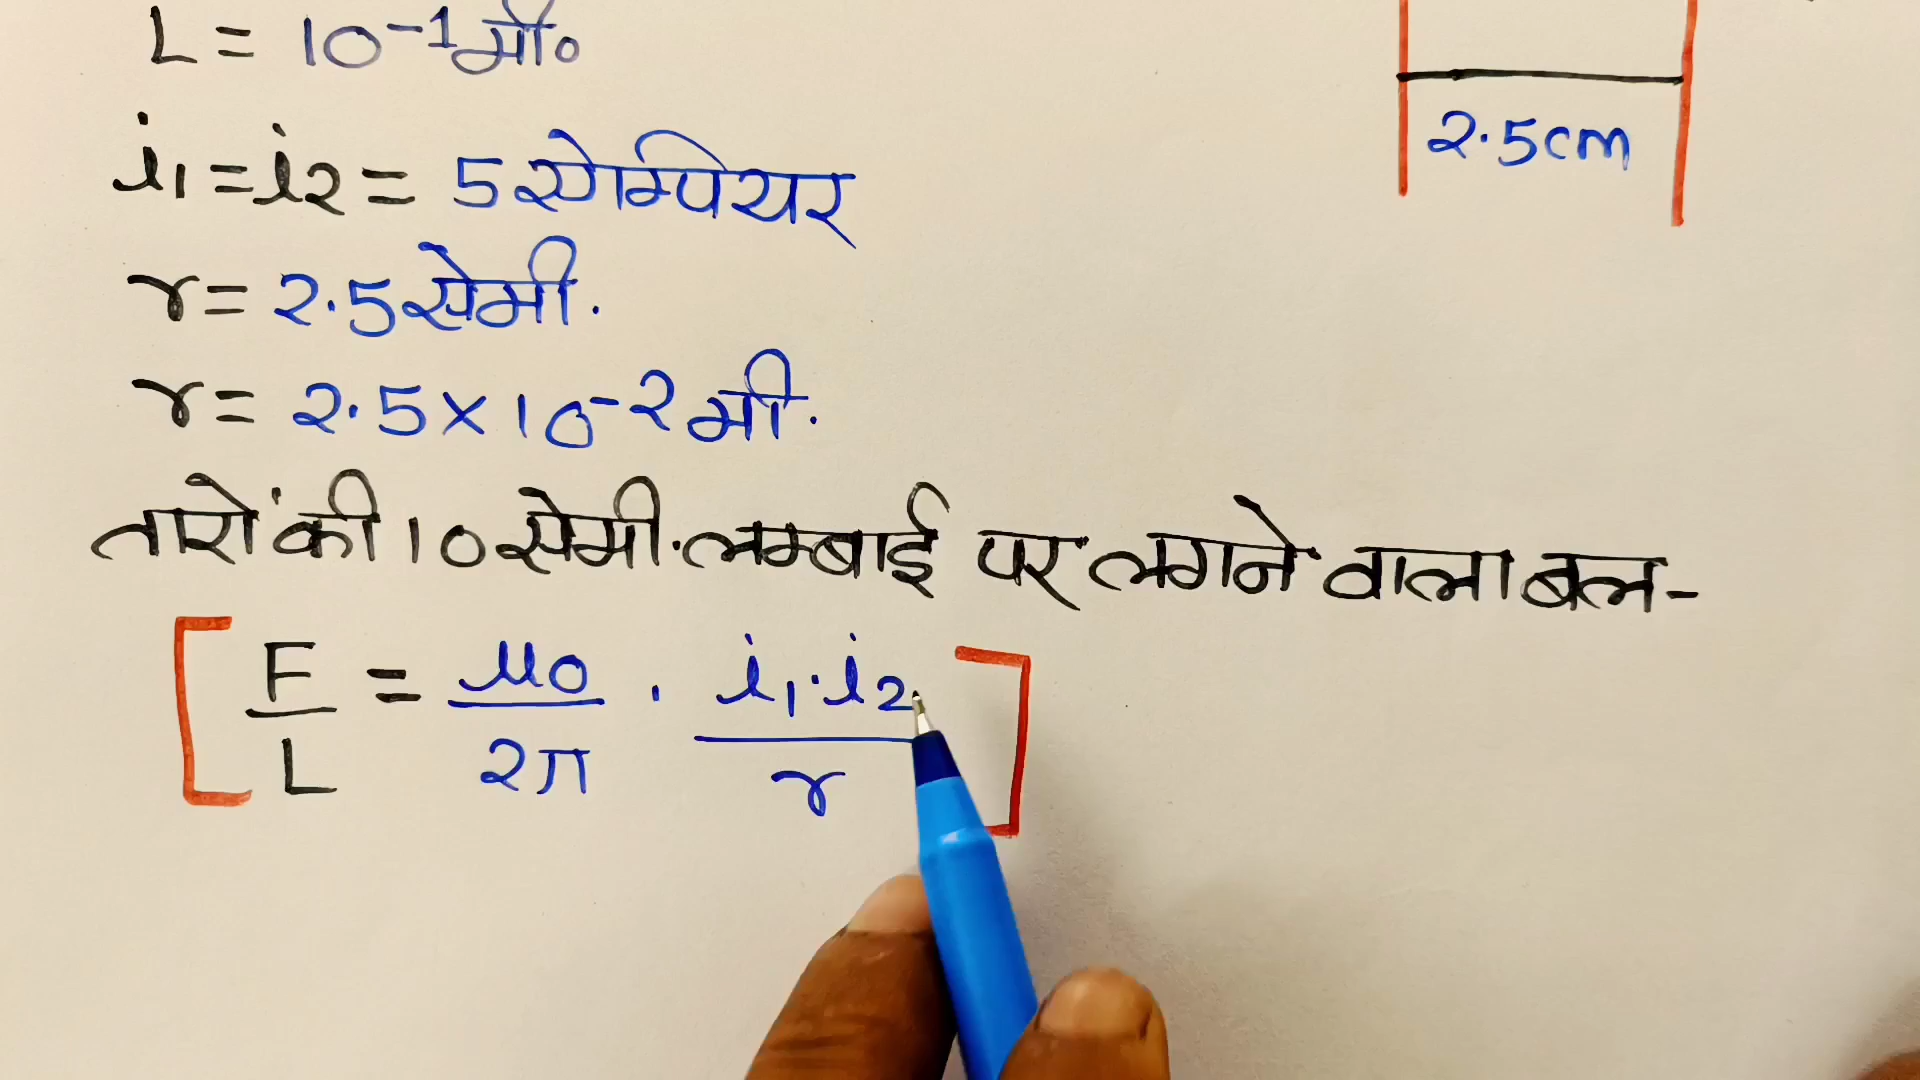 L = 10⁻¹ मी०
i₁ = i₂ = 5 ऐम्पियर
r = 2.5 सेमी.
r = 2.5 × 10⁻² मी.
2.5cm
तारों की 10 सेमी. लम्बाई पर लगने वाला बल -
[ F/L = μ₀/2π . i₁.i₂/r ]